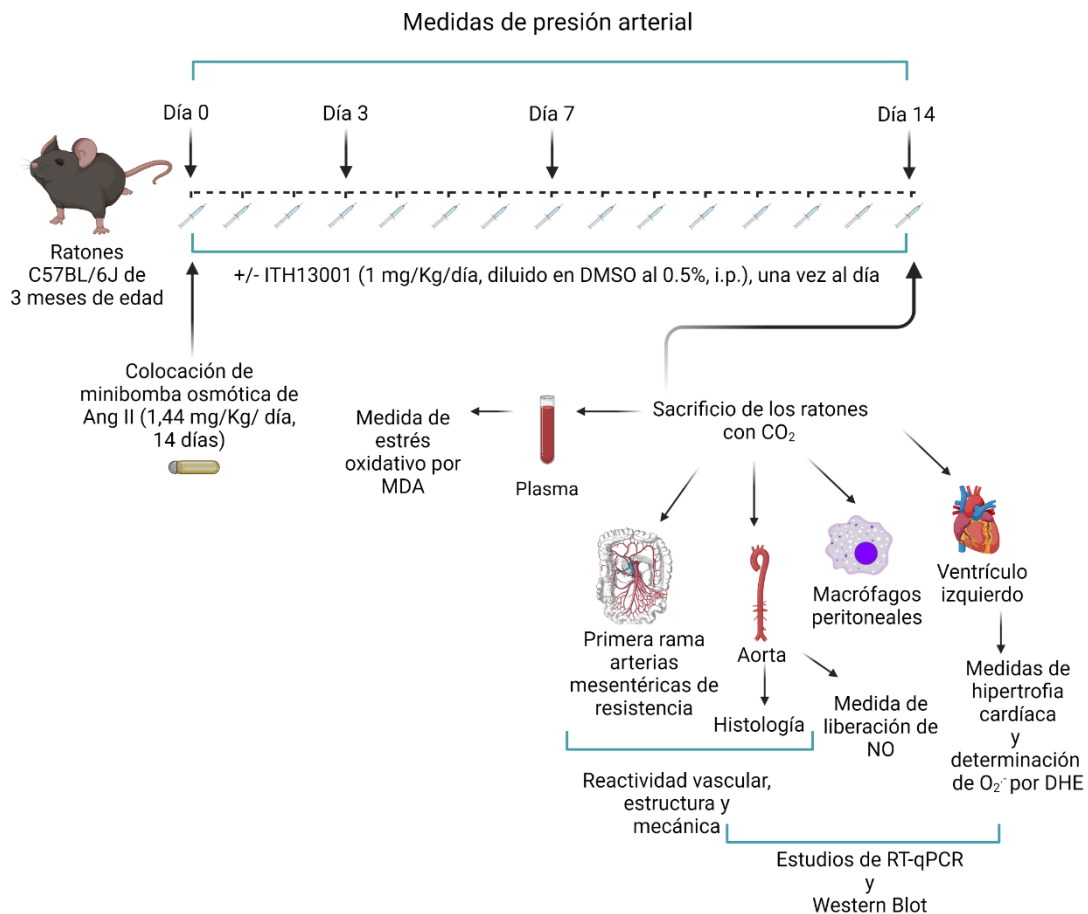 Medidas de presión arterial
Día 0
Día 3
Día 7
Día 14
Ratones
C57BL/6J de
3 meses de edad
+/- ITH13001 (1 mg/Kg/día, diluido en DMSO al 0.5%, i.p.), una vez al día
Colocación de
minibomba osmótica de
Ang II (1,44 mg/Kg/ día,
14 días)
Medida de
estrés
oxidativo por
MDA
Plasma
Sacrificio de los ratones
con CO₂
Primera rama
arterias
mesentéricas de
resistencia
Aorta
Histología
Macrófagos
peritoneales
Medida de
liberación de
NO
Ventrículo
izquierdo
Medidas de
hipertrofia
cardíaca
y
determinación
de O₂·⁻ por DHE
Reactividad vascular,
estructura y
mecánica
Estudios de RT-qPCR
y
Western Blot